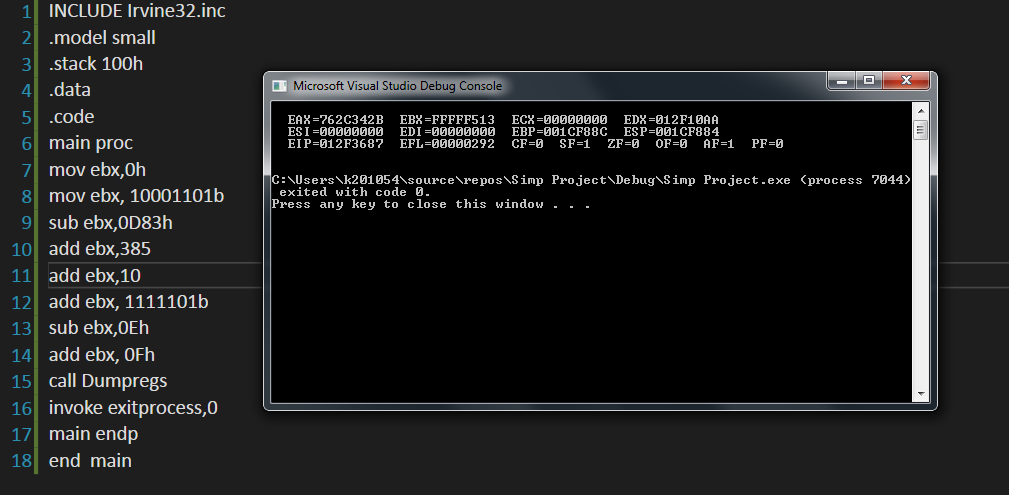 1 INCLUDE Irvine32.inc
2 .model small
3 .stack 100h
4 .data
5 .code
6 main proc
7 mov ebx,0h
8 mov ebx, 10001101b
9 sub ebx,0D83h
10 add ebx,385
11 add ebx,10
12 add ebx, 1111101b
13 sub ebx,0Eh
14 add ebx, 0Fh
15 call Dumpregs
16 invoke exitprocess,0
17 main endp
18 end main
Microsoft Visual Studio Debug Console
EAX=762C342B EBX=FFFFF513 ECX=00000000 EDX=012F10AA
ESI=00000000 EDI=00000000 EBP=001CF88C ESP=001CF884
EIP=012F3687 EFL=00000292 CF=0 SF=1 ZF=0 OF=0 AF=1 PF=0
C:\Users\k201054\source\repos\Simp Project\Debug\Simp Project.exe (process 7044)
exited with code 0.
Press any key to close this window . . .